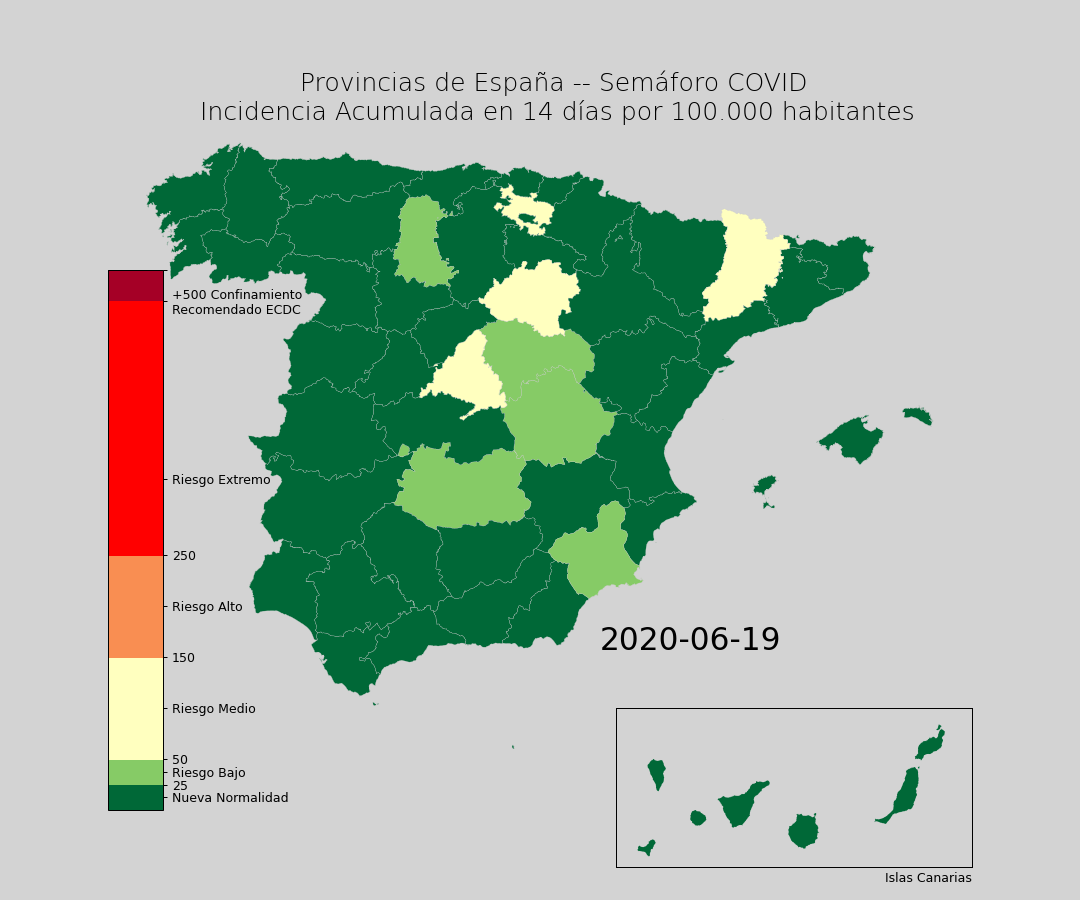 Provincias de España -- Semáforo COVID
Incidencia Acumulada en 14 días por 100.000 habitantes
+500 Confinamiento
Recomendado ECDC
Riesgo Extremo
250
Riesgo Alto
150
Riesgo Medio
50
Riesgo Bajo
25
Nueva Normalidad
2020-06-19
Islas Canarias